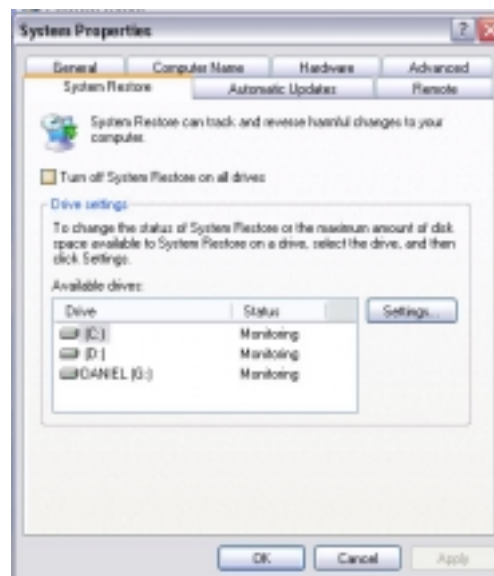 System Properties
General Computer Name Hardware Advanced
System Restore Automatic Updates Remote
System Restore can track and reverse harmful changes to your
computer.
Turn off System Restore on all drives
Drive settings
To change the status of System Restore or the maximum amount of disk
space available to System Restore on a drive, select the drive, and then
click Settings.
Available drives:
Drive Status
Settings...
(C:) Monitoring
(D:) Monitoring
DANIEL (G:) Monitoring
OK Cancel Apply